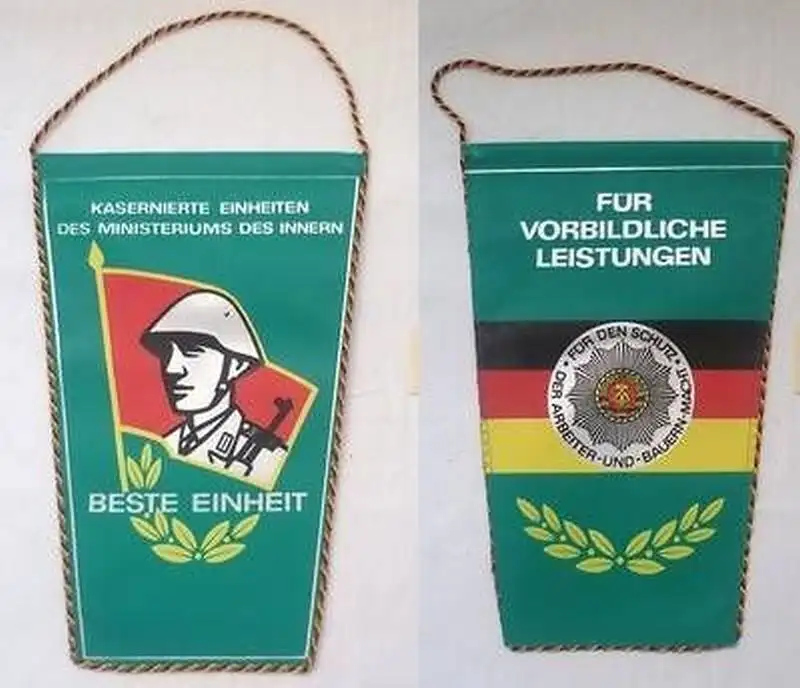 KASERNIERTE EINHEITEN
DES MINISTERIUMS DES INNERN
BESTE EINHEIT
FÜR
VORBILDLICHE
LEISTUNGEN
• FÜR DEN SCHUTZ •
DER ARBEITER-UND-BAUERN-MACHT